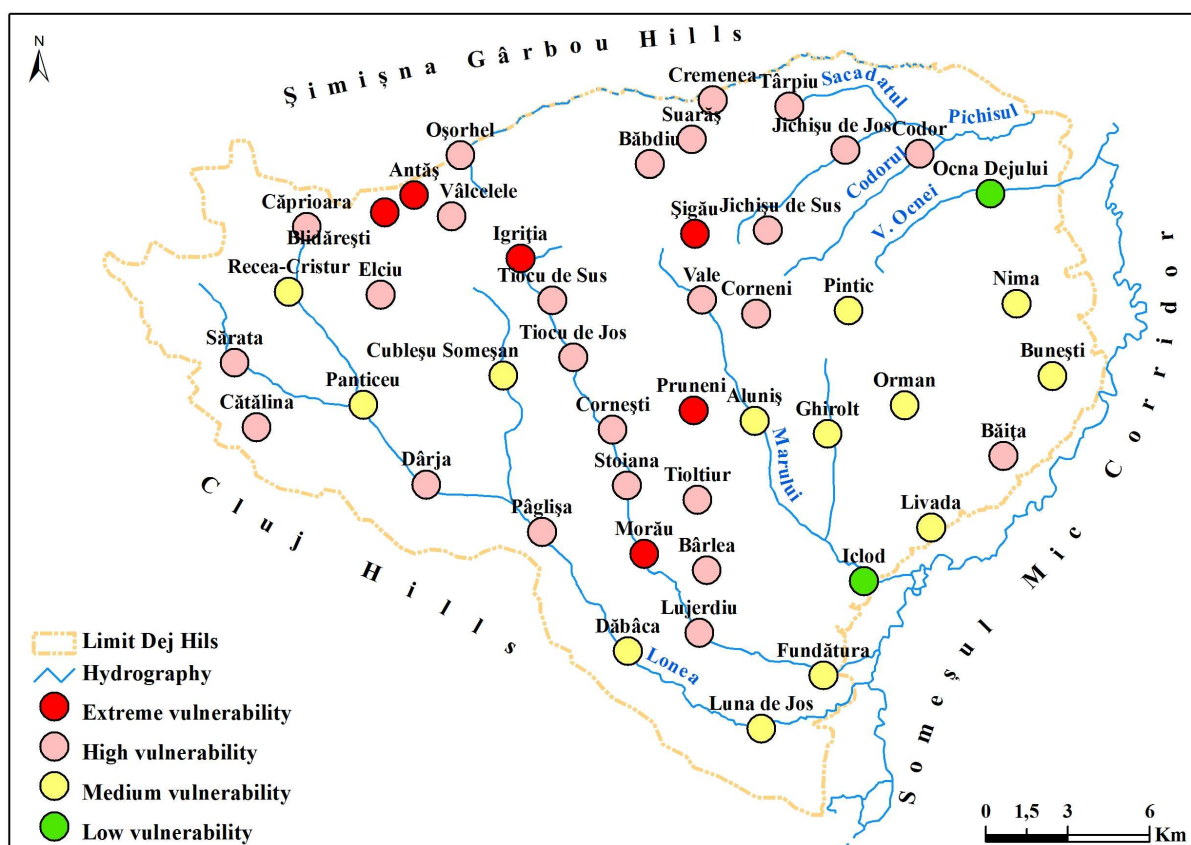 N
Şimişna Gârbou Hills
Cremenea
Târpiu
Sacadatul
Pichisul
Suarăş
Oşorhel
Băbdiu
Jichişu de Jos
Codor
Antăş
Codorul
Ocna Dejului
Căprioara
Vâlcelele
Şigău
Jichişu de Sus
V. Ocnei
Blidăreşti
Igriţia
Recea-Cristur
Elciu
Tiocu de Sus
Vale
Corneni
Pintic
Nima
Sărata
Tiocu de Jos
Cubleşu Someşan
Buneşti
Panticeu
Pruneni
Aluniş
Orman
Ghirolt
Cătălina
Corneşti
Băiţa
Dârja
Stoiana
Tioltiur
Marului
Pâglişa
Livada
Morău
Bârlea
Iclod
Cluj Hills
Lujerdiu
Dăbâca
Lonea
Fundătura
Luna de Jos
Someşul Mic Corridor
Limit Dej Hils
Hydrography
Extreme vulnerability
High vulnerability
Medium vulnerability
Low vulnerability
0 1,5 3 6
Km